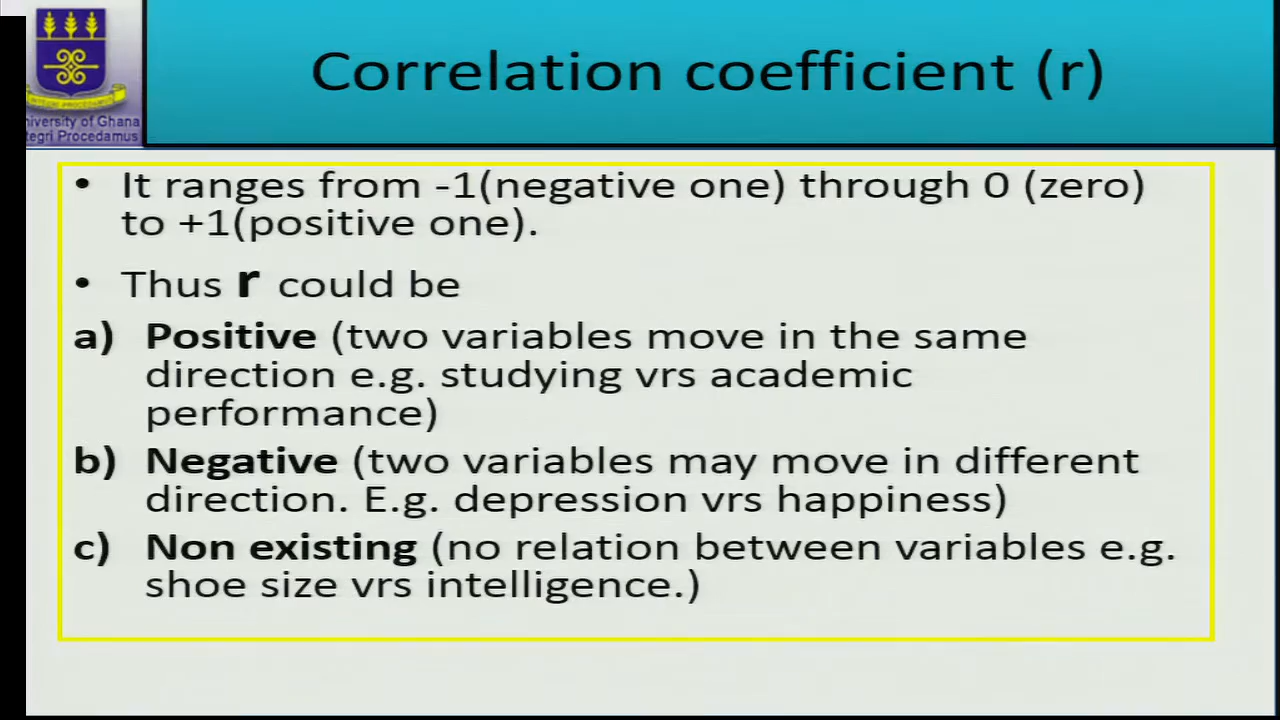 Correlation coefficient (r)
niversity of Ghana
tegri Procedamus
• It ranges from -1(negative one) through 0 (zero)
to +1(positive one).
• Thus r could be
a) Positive (two variables move in the same
direction e.g. studying vrs academic
performance)
b) Negative (two variables may move in different
direction. E.g. depression vrs happiness)
c) Non existing (no relation between variables e.g.
shoe size vrs intelligence.)